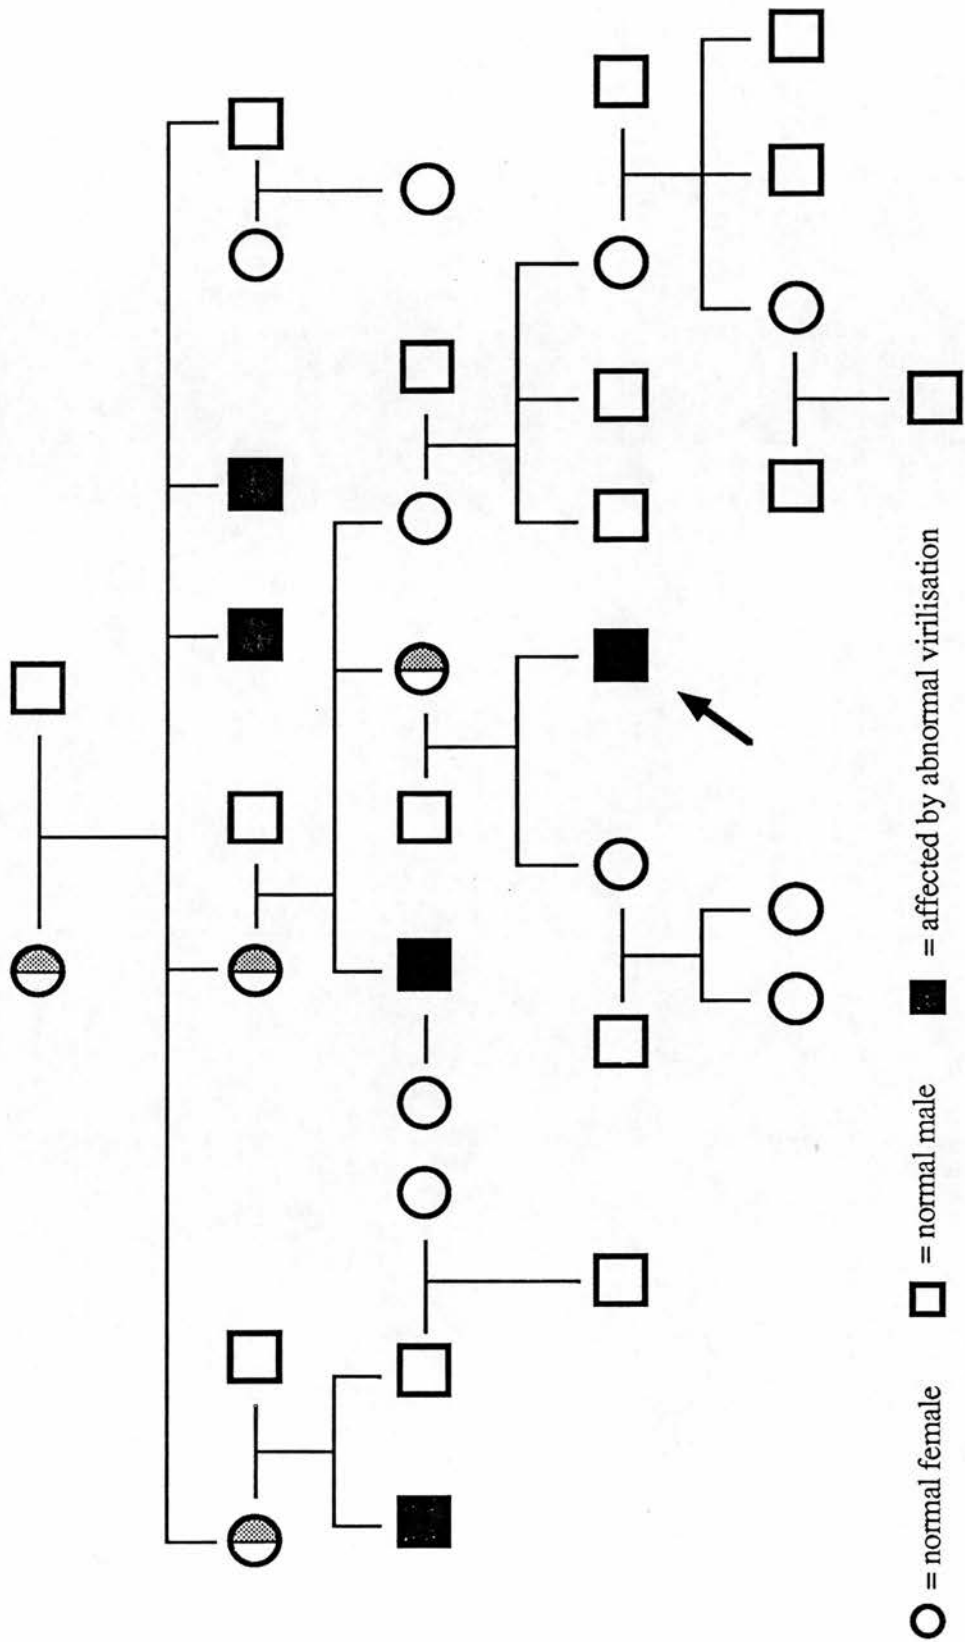 = normal female = normal male = affected by abnormal virilisation